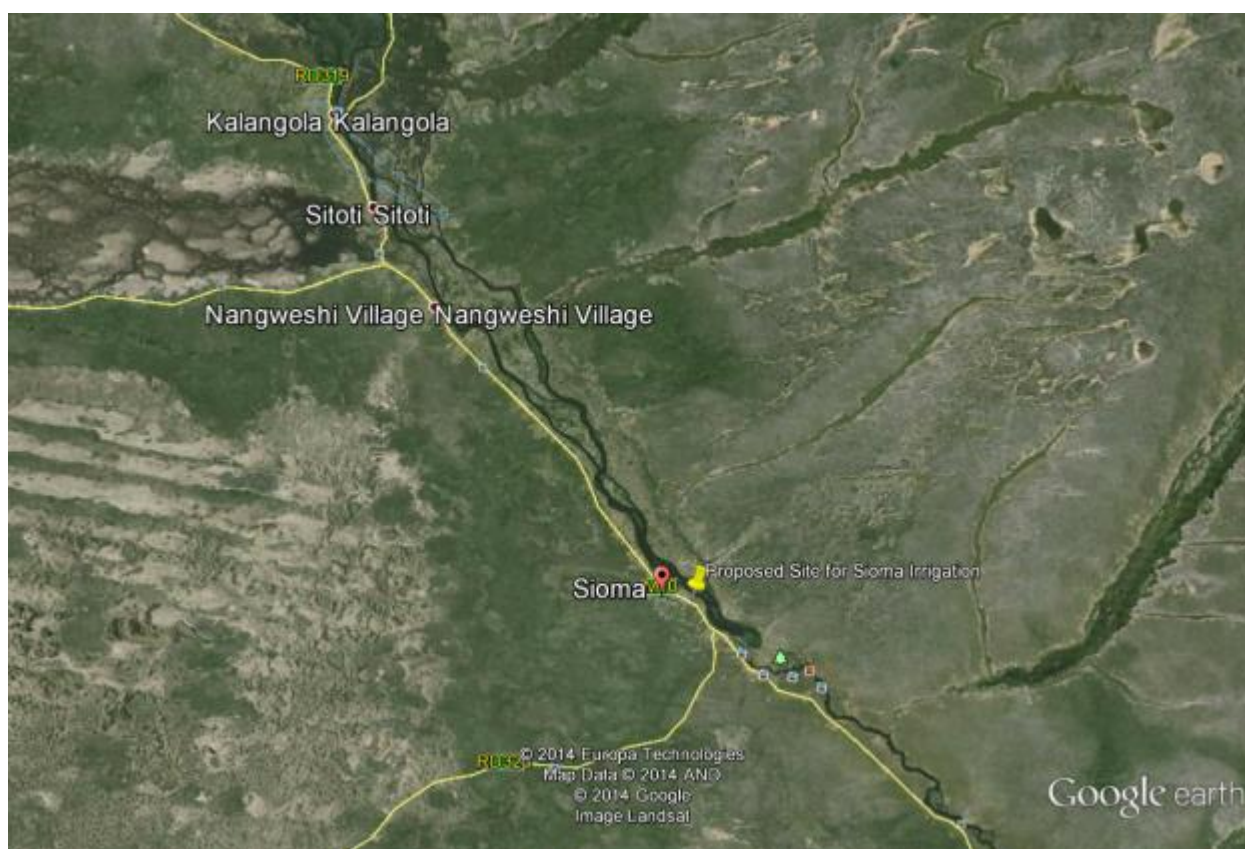 RD319
Kalangola Kalangola
Sitoti Sitoti
Nangweshi Village Nangweshi Village
Proposed Site for Sioma Irrigation
Sioma
© 2014 Europa Technologies
Map Data © 2014 AND
© 2014 Google
Image Landsat
Google earth